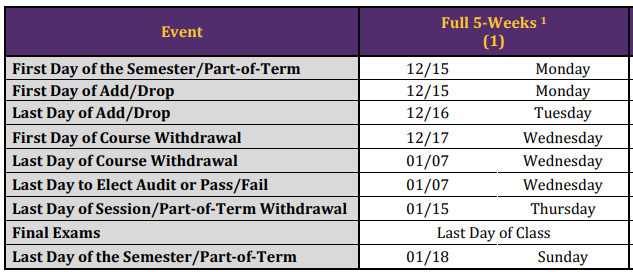 Event
Full 5-Weeks ¹
(1)
First Day of the Semester/Part-of-Term 12/15 Monday
First Day of Add/Drop 12/15 Monday
Last Day of Add/Drop 12/16 Tuesday
First Day of Course Withdrawal 12/17 Wednesday
Last Day of Course Withdrawal 01/07 Wednesday
Last Day to Elect Audit or Pass/Fail 01/07 Wednesday
Last Day of Session/Part-of-Term Withdrawal 01/15 Thursday
Final Exams Last Day of Class
Last Day of the Semester/Part-of-Term 01/18 Sunday